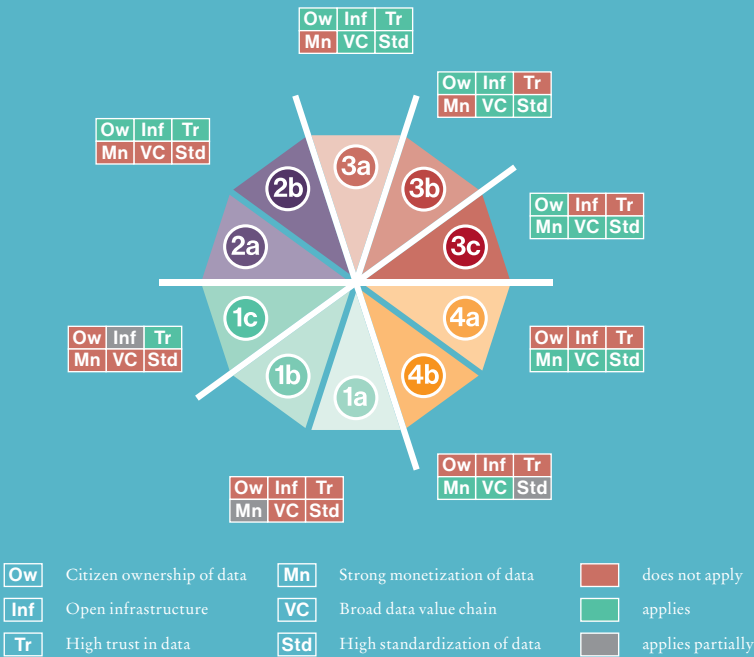 Ow Inf Tr
Mn VC Std
Ow Inf Tr
Mn VC Std
Ow Inf Tr
Mn VC Std
3a
2b
3b
Ow Inf Tr
Mn VC Std
2a
3c
1c
4a
Ow Inf Tr
Mn VC Std
Ow Inf Tr
Mn VC Std
1b
4b
1a
Ow Inf Tr
Mn VC Std
Ow Inf Tr
Mn VC Std
Ow Citizen ownership of data Mn Strong monetization of data does not apply
Inf Open infrastructure VC Broad data value chain applies
Tr High trust in data Std High standardization of data applies partially